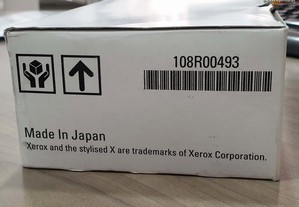 108R00493
Made In Japan
Xerox and the stylised X are trademarks of Xerox Corporation.